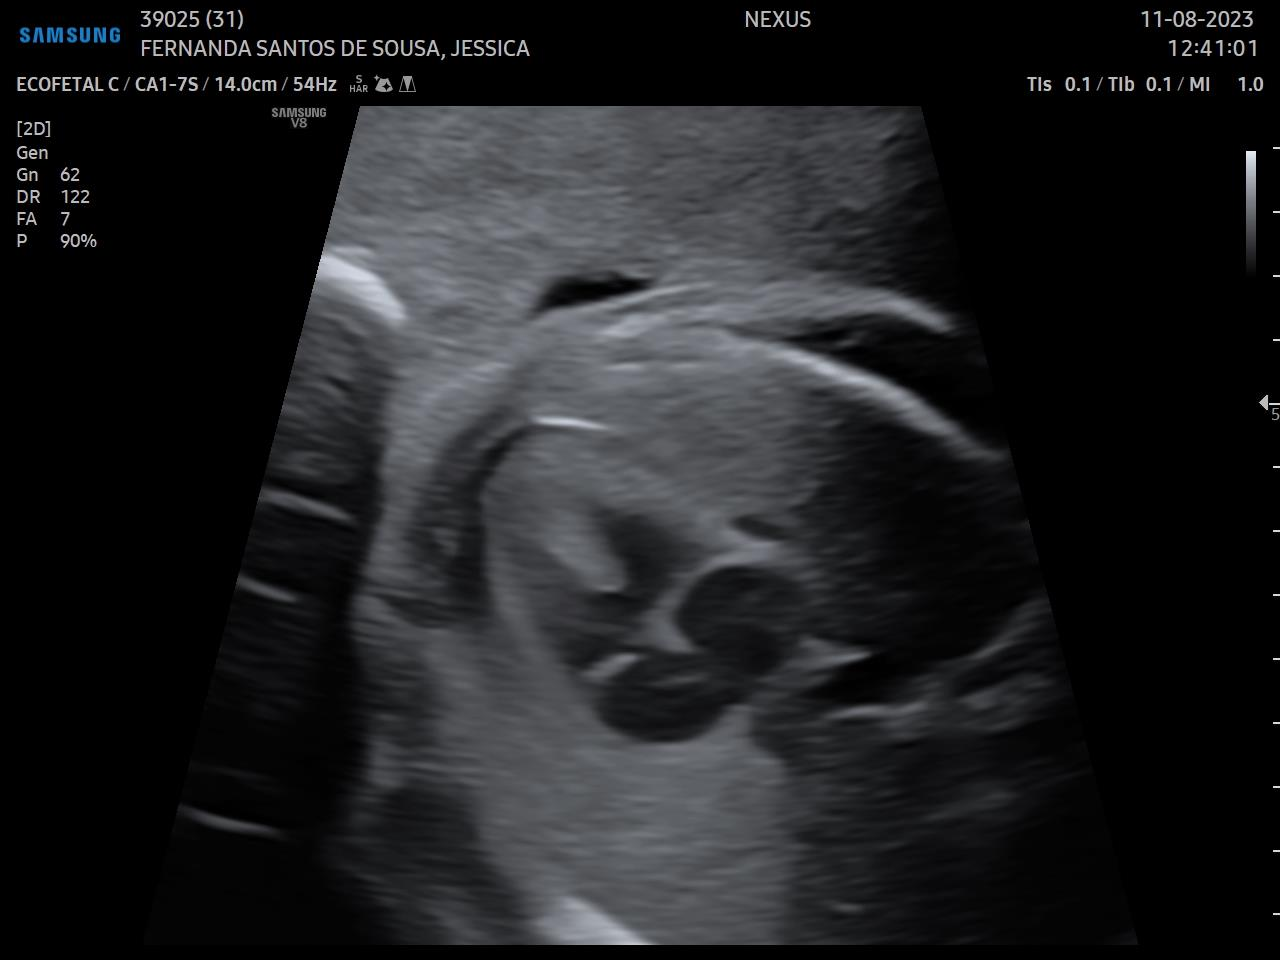 SAMSUNG
39025 (31)
NEXUS
11-08-2023
FERNANDA SANTOS DE SOUSA, JESSICA
12:41:01
ECOFETAL C / CA1-7S / 14.0cm / 54Hz
S
HAR
TIs 0.1 / TIb 0.1 / MI 1.0
SAMSUNG
V8
[2D]
Gen
Gn 62
DR 122
FA 7
P 90%
5